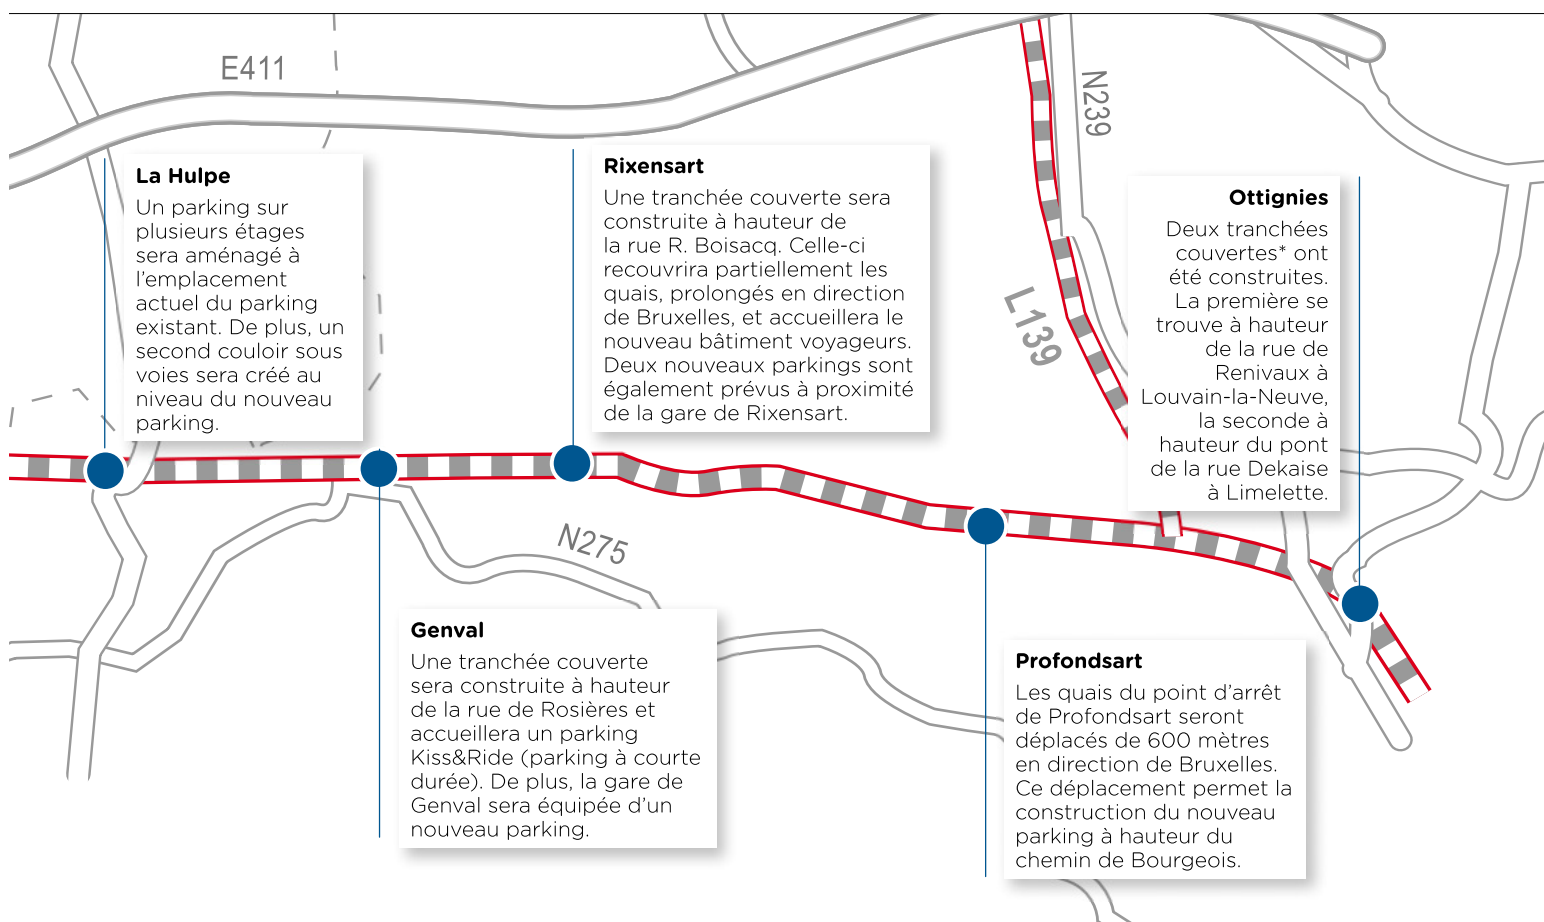 E411
N239
La Hulpe
Un parking sur
plusieurs étages
sera aménagé à
l'emplacement
actuel du parking
existant. De plus, un
second couloir sous
voies sera créé au
niveau du nouveau
parking.
Rixensart
Une tranchée couverte sera
construite à hauteur de
la rue R. Boisacq. Celle-ci
recouvrira partiellement les
quais, prolongés en direction
de Bruxelles, et accueillera le
nouveau bâtiment voyageurs.
Deux nouveaux parkings sont
également prévus à proximité
de la gare de Rixensart.
L139
Ottignies
Deux tranchées
couvertes* ont
été construites.
La première se
trouve à hauteur
de la rue de
Renivaux à
Louvain-la-Neuve,
la seconde à
hauteur du pont
de la rue Dekaise
à Limelette.
N275
Genval
Une tranchée couverte
sera construite à hauteur
de la rue de Rosières et
accueillera un parking
Kiss&Ride (parking à courte
durée). De plus, la gare de
Genval sera équipée d'un
nouveau parking.
Profondsart
Les quais du point d'arrêt
de Profondsart seront
déplacés de 600 mètres
en direction de Bruxelles.
Ce déplacement permet la
construction du nouveau
parking à hauteur du
chemin de Bourgeois.